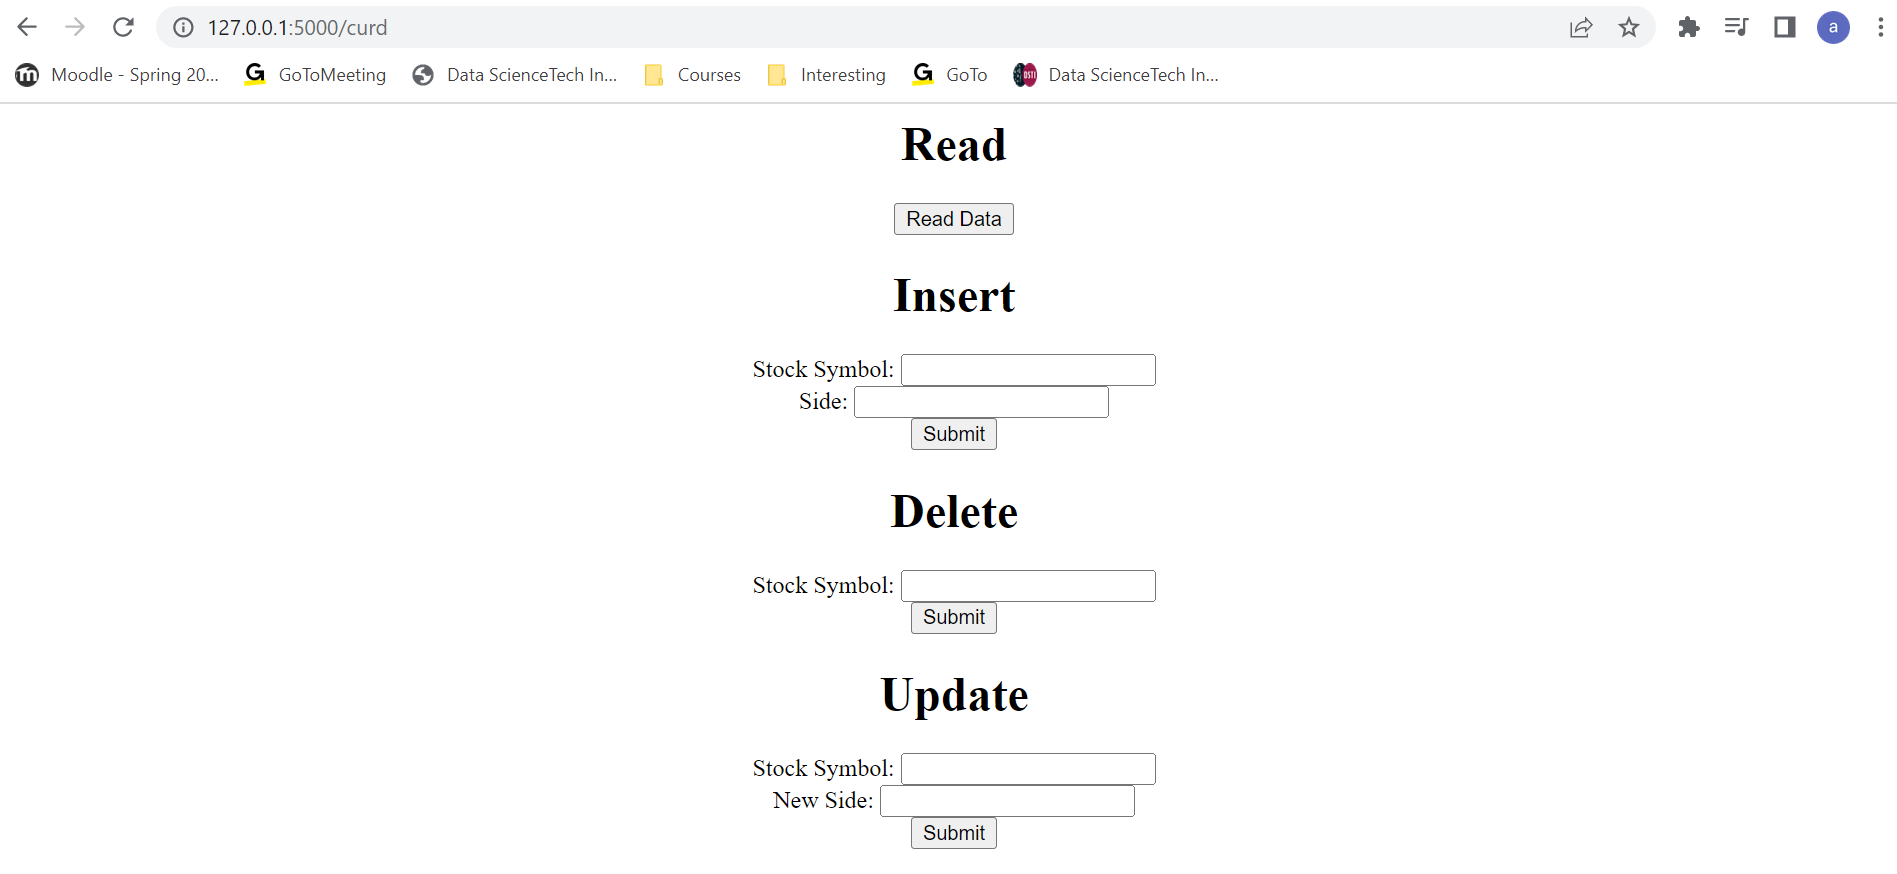 127.0.0.1:5000/curd
a
Moodle - Spring 20... GoToMeeting Data ScienceTech In... Courses Interesting GoTo DSTI Data ScienceTech In...
Read
Read Data
Insert
Stock Symbol:
Side:
Submit
Delete
Stock Symbol:
Submit
Update
Stock Symbol:
New Side:
Submit